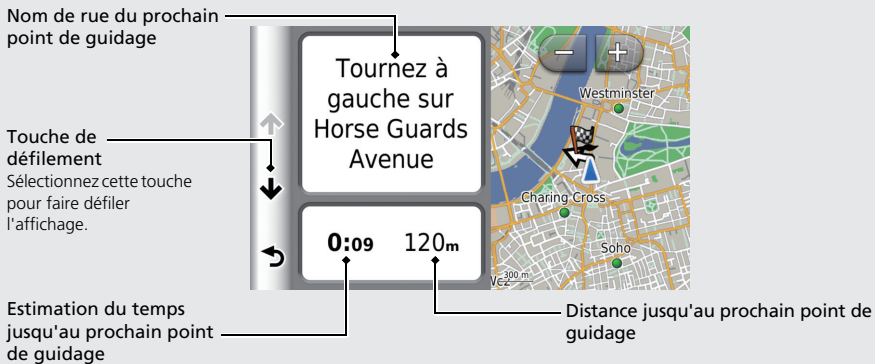 Nom de rue du prochain
point de guidage
Tournez à
gauche sur
Horse Guards
Avenue
Westminster
Touche de
défilement
Sélectionnez cette touche
pour faire défiler
l'affichage.
Charing Cross
0:09
120m
Soho
WC2
300 m
Estimation du temps
jusqu'au prochain point
de guidage
Distance jusqu'au prochain point de
guidage